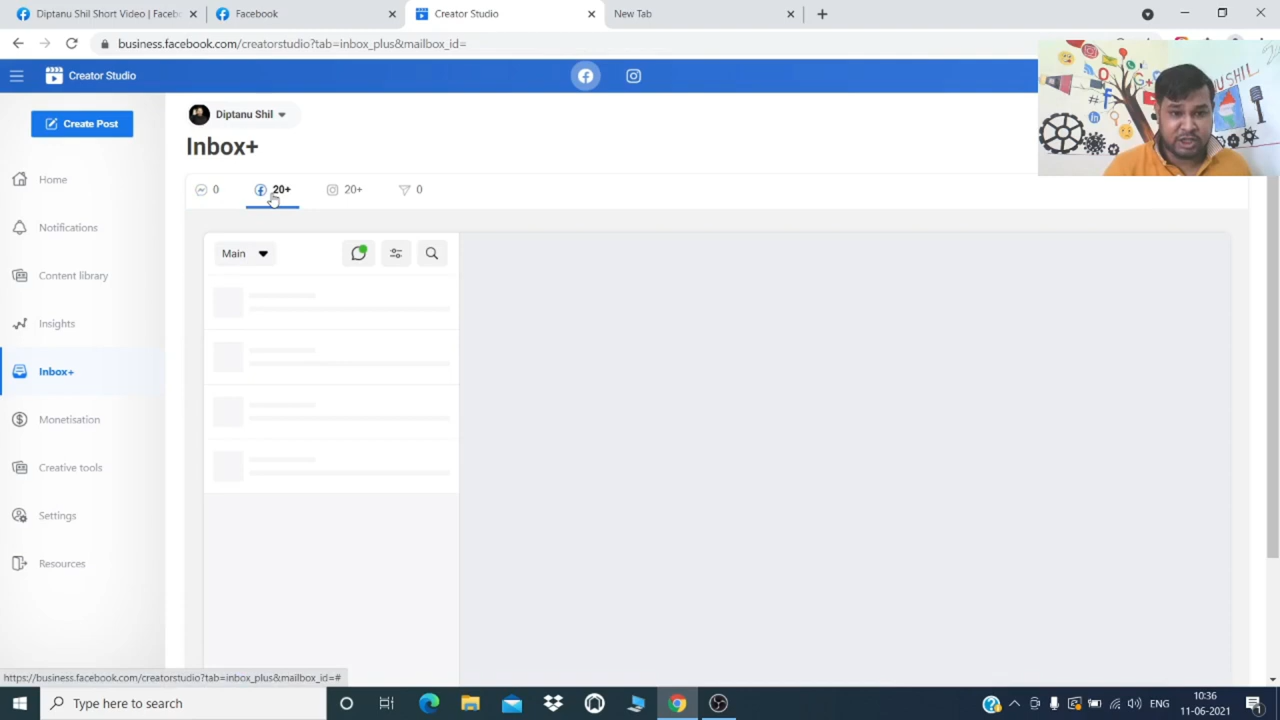 Diptanu Shil Short Video | Faceb
Facebook
Creator Studio
New Tab
business.facebook.com/creatorstudio?tab=inbox_plus&mailbox_id=
Creator Studio
Create Post
Diptanu Shil
Inbox+
0
20+
20+
0
Home
Notifications
Content library
Insights
Inbox+
Monetisation
Creative tools
Settings
Resources
Main
https://business.facebook.com/creatorstudio?tab=inbox_plus&mailbox_id=#
Type here to search
ENG
10:36
11-06-2021
1